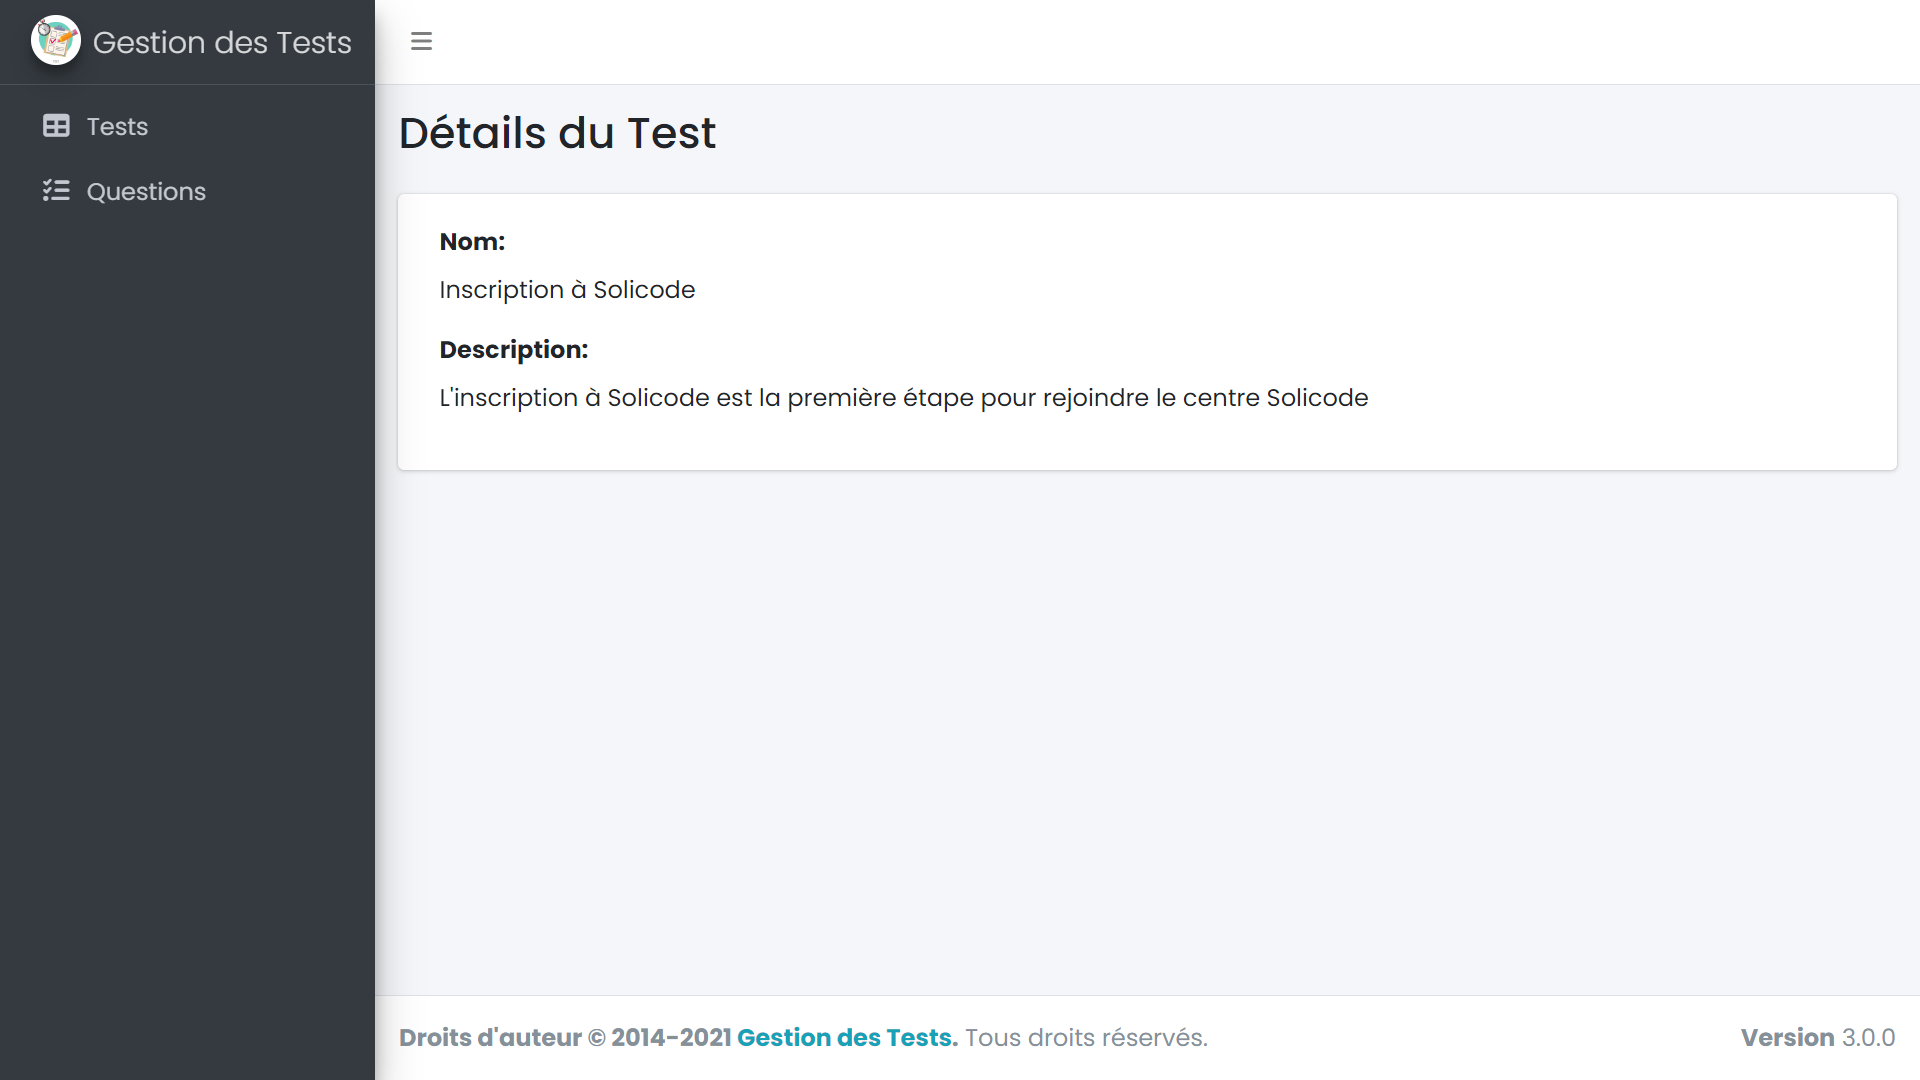 Gestion des Tests
Tests
Questions
Détails du Test
Nom:
Inscription à Solicode
Description:
L'inscription à Solicode est la première étape pour rejoindre le centre Solicode
Droits d'auteur © 2014-2021 Gestion des Tests. Tous droits réservés.
Version 3.0.0